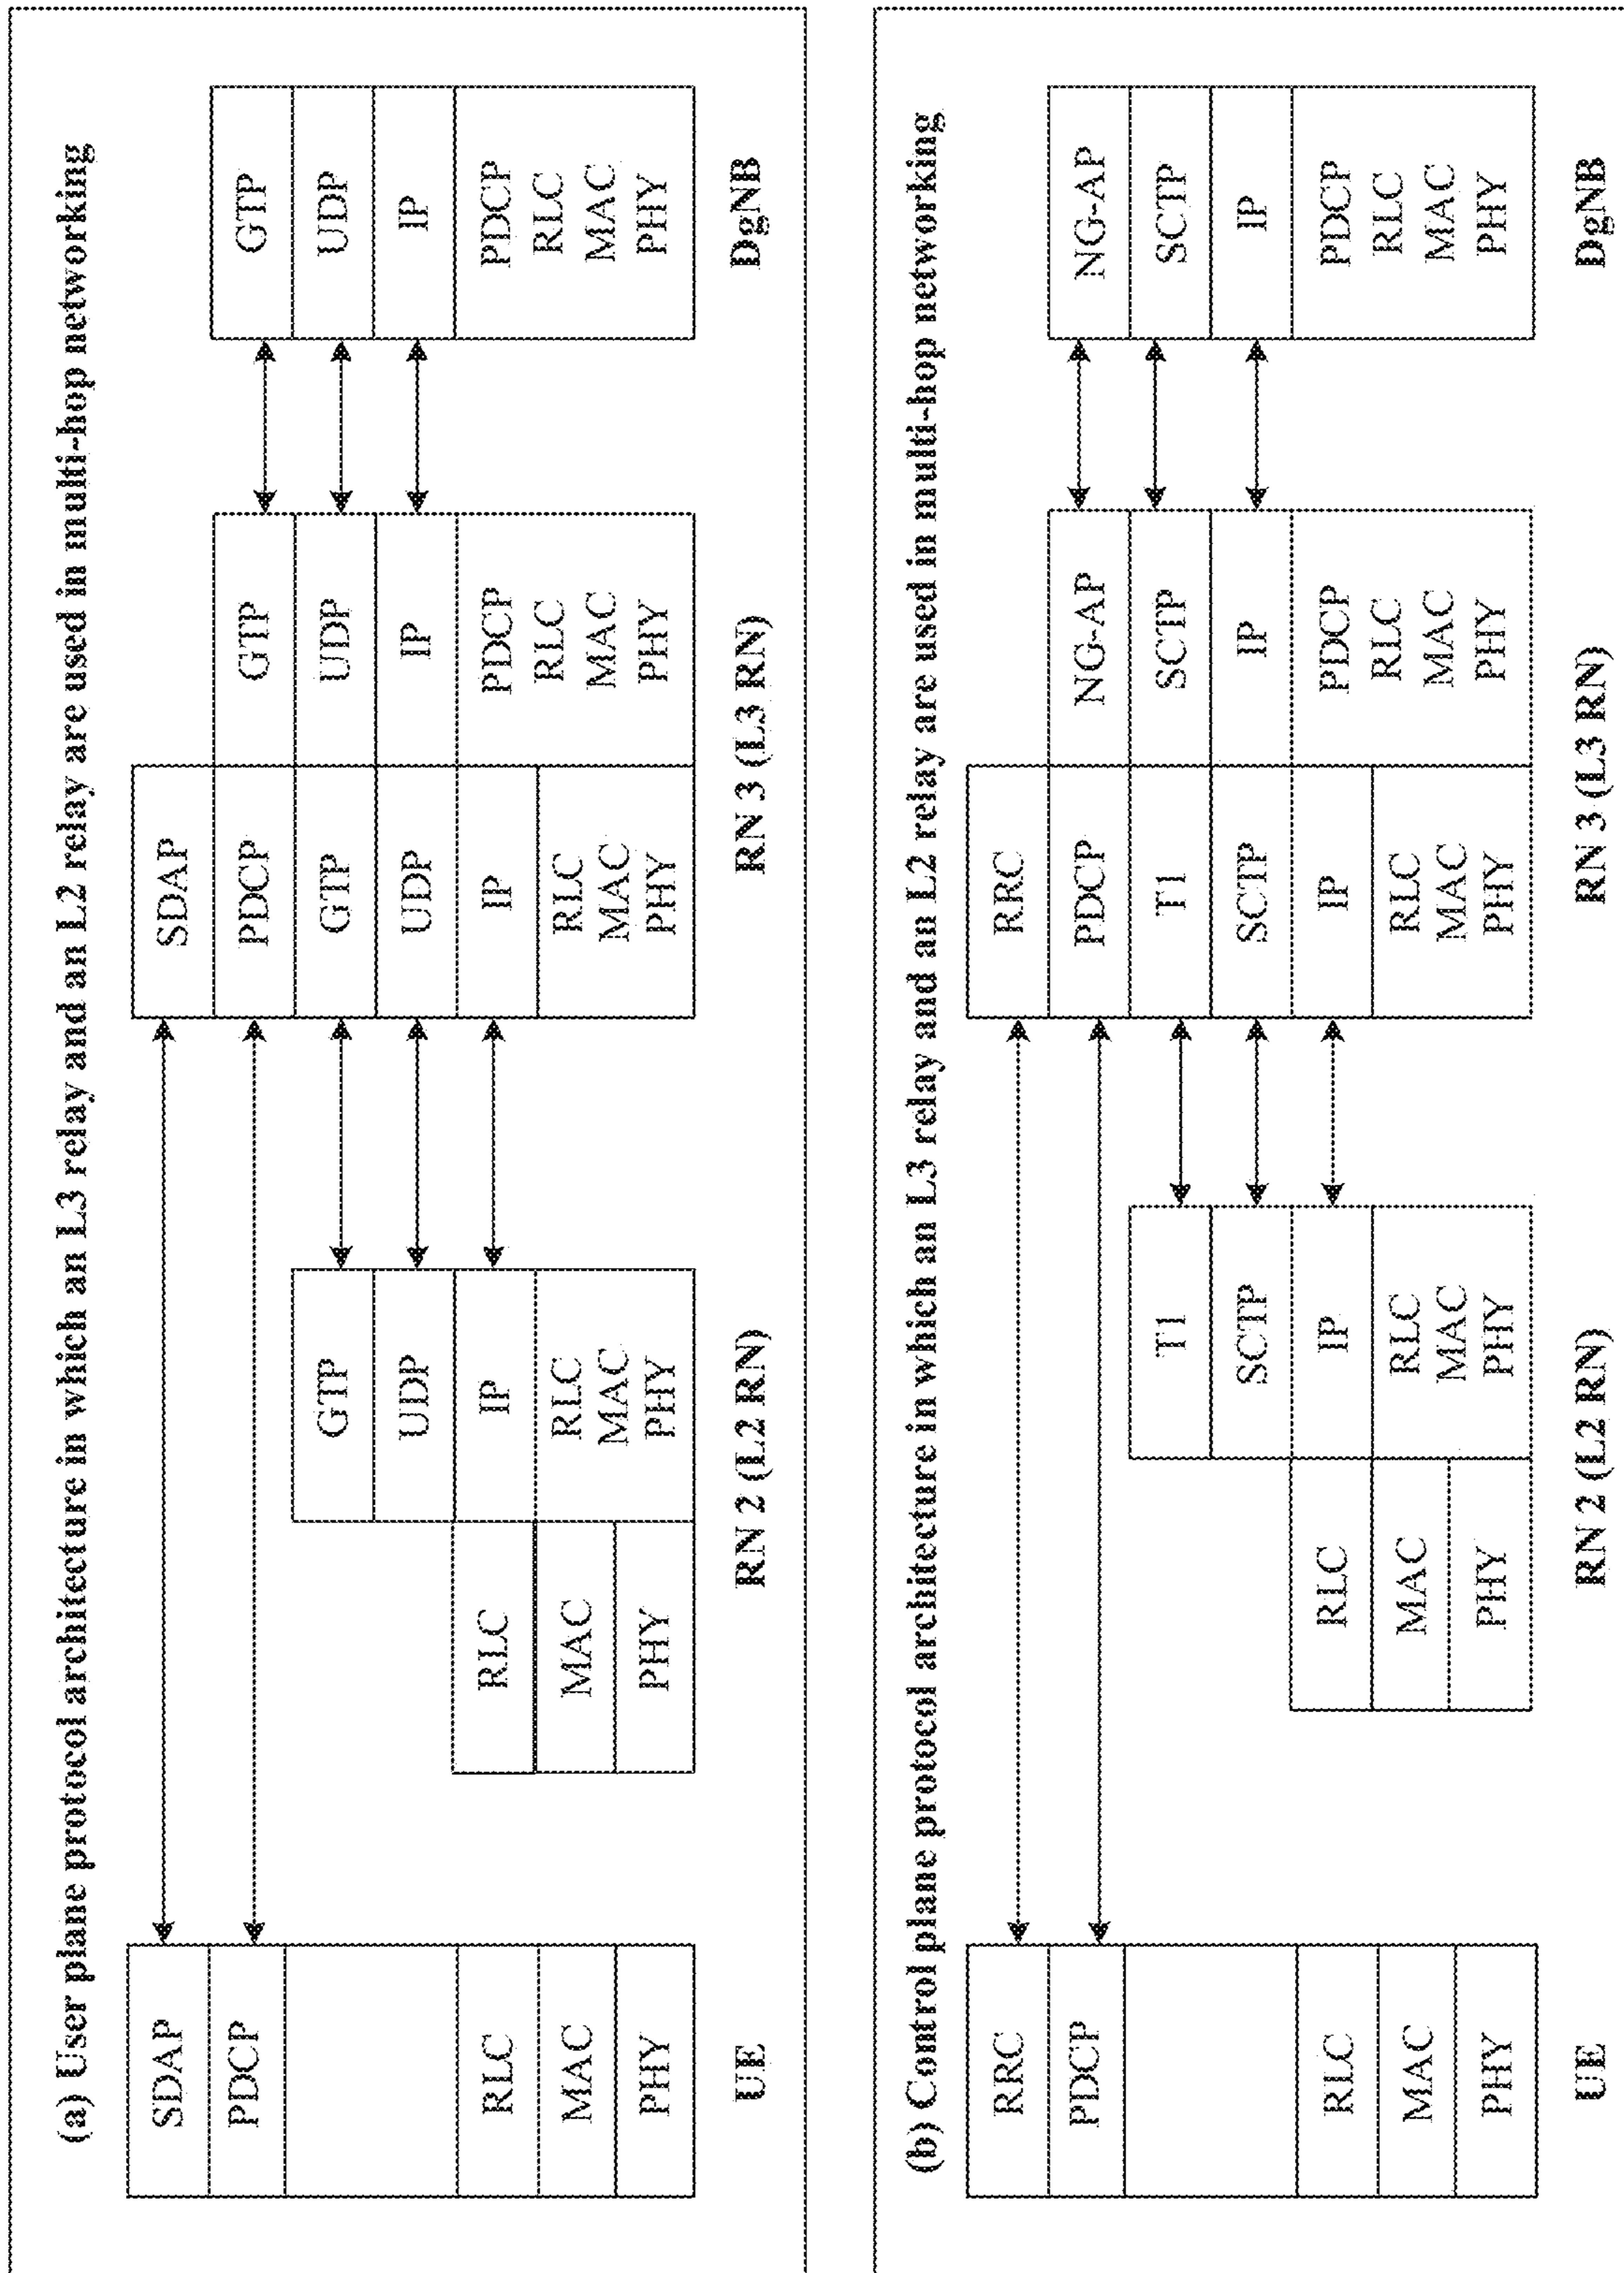 (a) User plane protocol architecture in which an L3 relay and an L2 relay are used in multi-hop networking
SDAP
PDCP
RLC
MAC
PHY
UE
RLC
MAC
PHY
GTP
UDP
IP
RLC
MAC
PHY
RN 2 (L2 RN)
SDAP
PDCP
GTP
UDP
IP
RLC
MAC
PHY
GTP
UDP
IP
PDCP
RLC
MAC
PHY
RN 3 (L3 RN)
GTP
UDP
IP
PDCP
RLC
MAC
PHY
DgNB
(b) Control plane protocol architecture in which an L3 relay and an L2 relay are used in multi-hop networking
RRC
PDCP
RLC
MAC
PHY
UE
RLC
MAC
PHY
T1
SCTP
IP
RLC
MAC
PHY
RN 2 (L2 RN)
RRC
PDCP
T1
SCTP
IP
RLC
MAC
PHY
NG-AP
SCTP
IP
PDCP
RLC
MAC
PHY
RN 3 (L3 RN)
NG-AP
SCTP
IP
PDCP
RLC
MAC
PHY
DgNB